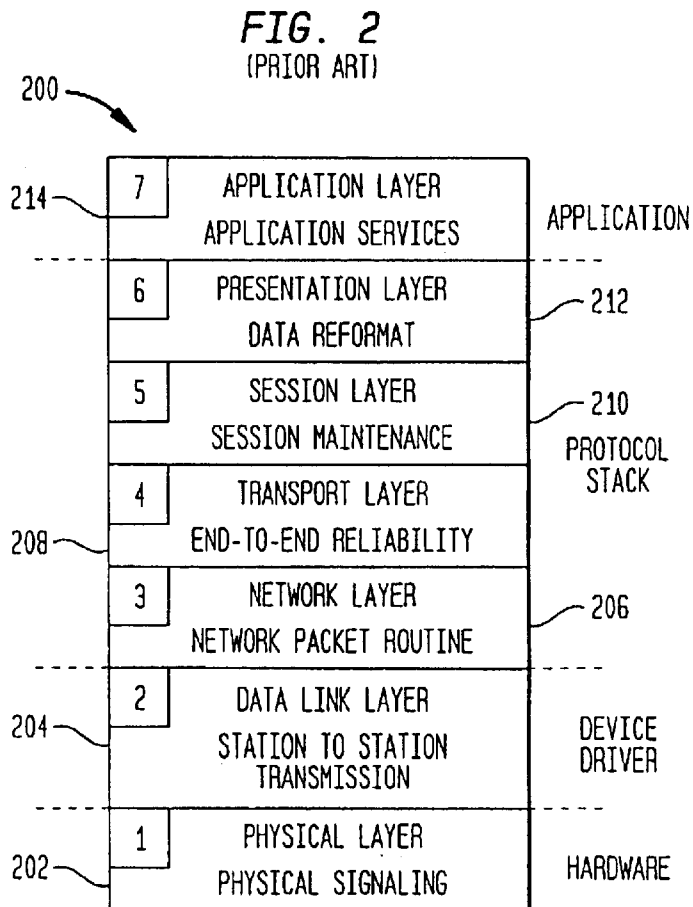 FIG. 2
(PRIOR ART)
200
7 APPLICATION LAYER
214
APPLICATION SERVICES
APPLICATION
6 PRESENTATION LAYER
212
DATA REFORMAT
5 SESSION LAYER
210
SESSION MAINTENANCE
PROTOCOL
STACK
4 TRANSPORT LAYER
208
END-TO-END RELIABILITY
3 NETWORK LAYER
206
NETWORK PACKET ROUTINE
2 DATA LINK LAYER
204
STATION TO STATION
TRANSMISSION
DEVICE
DRIVER
1 PHYSICAL LAYER
202
PHYSICAL SIGNALING
HARDWARE